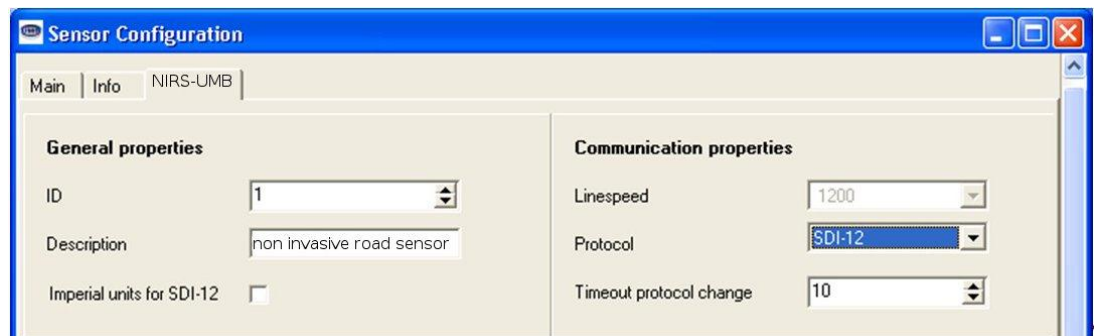 Sensor Configuration
Main Info NIRS-UMB
General properties
ID 1
Description non invasive road sensor
Imperial units for SDI-12
Communication properties
Linespeed 1200
Protocol SDI-12
Timeout protocol change 10